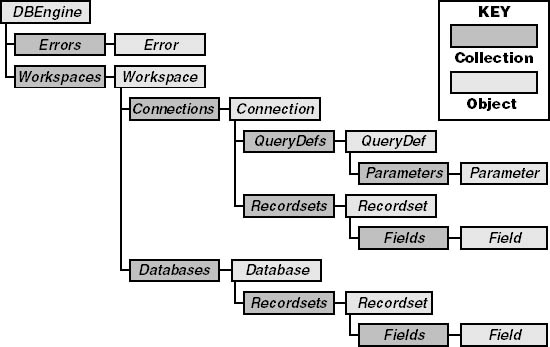 DBEngine
KEY
Collection
Object
Errors Error
Workspaces Workspace
Connections Connection
QueryDefs QueryDef
Parameters Parameter
Recordsets Recordset
Fields Field
Databases Database
Recordsets Recordset
Fields Field